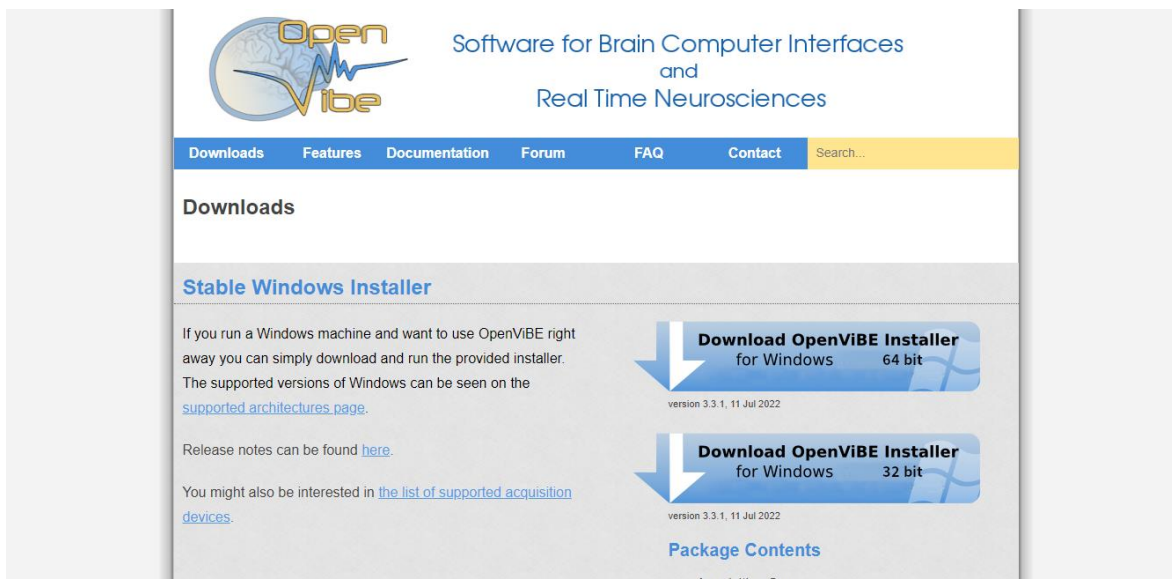 Open
Vibe
Software for Brain Computer Interfaces
and
Real Time Neurosciences
Downloads Features Documentation Forum FAQ Contact Search...
Downloads
Stable Windows Installer
If you run a Windows machine and want to use OpenViBE right
away you can simply download and run the provided installer.
The supported versions of Windows can be seen on the
supported architectures page.
Release notes can be found here.
You might also be interested in the list of supported acquisition
devices.
Download OpenViBE Installer
for Windows 64 bit
version 3.3.1, 11 Jul 2022
Download OpenViBE Installer
for Windows 32 bit
version 3.3.1, 11 Jul 2022
Package Contents